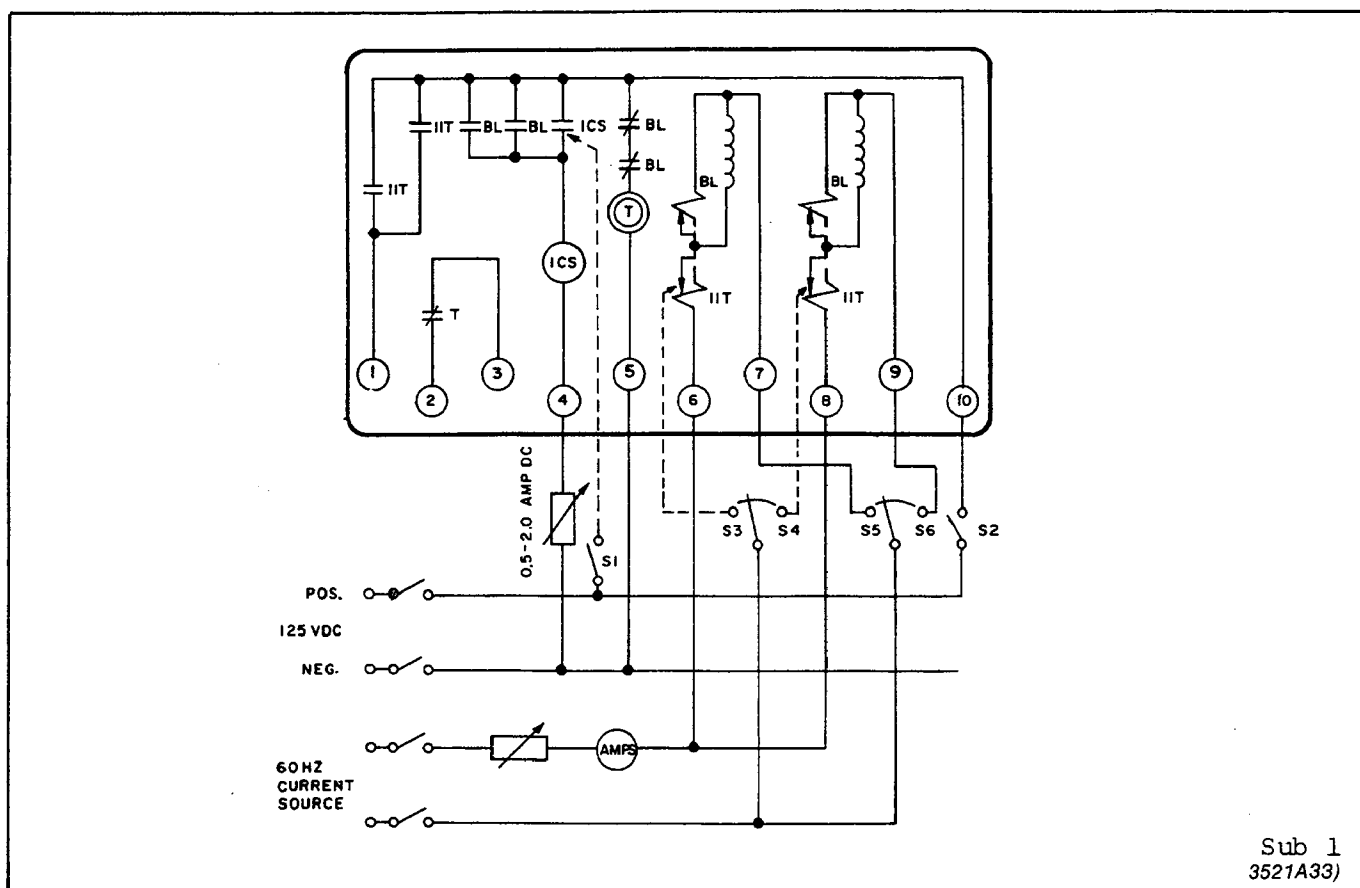 IIT
BL
BL
ICS
BL
BL
IIT
T
ICS
T
BL
IIT
BL
IIT
1
2
3
4
5
6
7
8
9
10
0.5-2.0 AMP DC
S1
S3
S4
S5
S6
S2
POS.
125 VDC
NEG.
AMPS
60 HZ
CURRENT
SOURCE
Sub 1
3521A33)